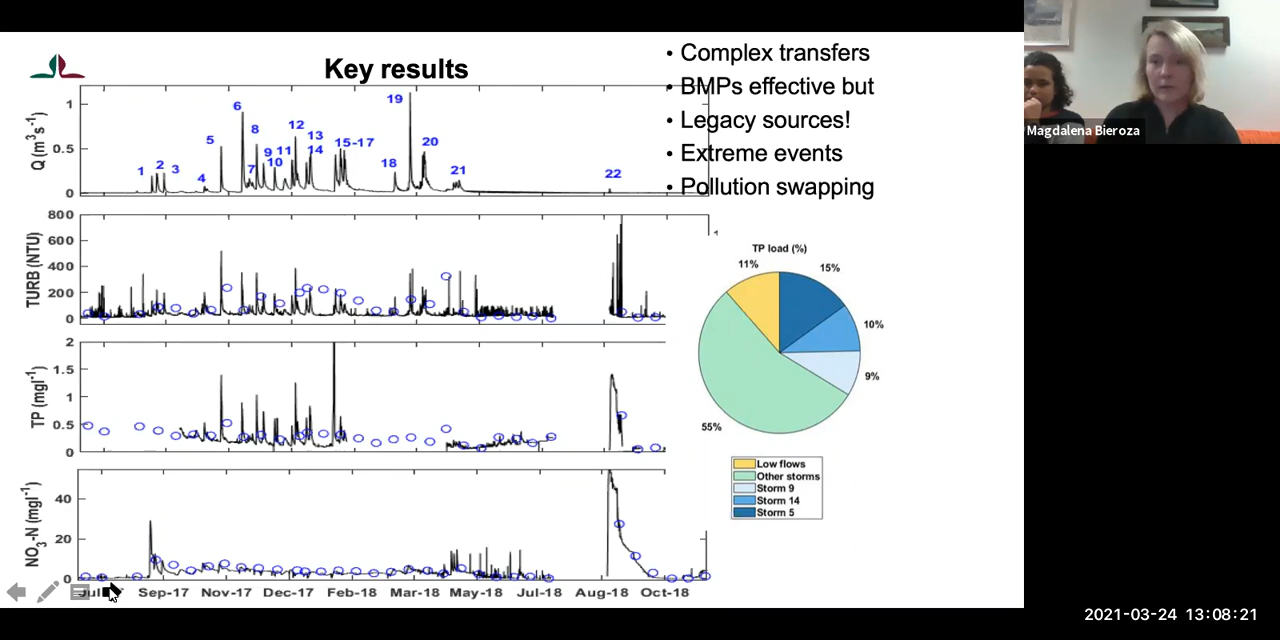 Key results
• Complex transfers
• BMPs effective but
• Legacy sources!
• Extreme events
• Pollution swapping
Magdalena Bieroza
Q (m³s⁻¹)
1
0.5
0
1
2
3
4
5
6
7
8
9
10
11
12
13
14
15-17
18
19
20
21
22
TURB (NTU)
800
600
400
200
0
1
TP (mgl⁻¹)
2
1.5
1
0.5
0
NO₃-N (mgl⁻¹)
40
20
0
Sep-17
Nov-17
Dec-17
Feb-18
Mar-18
May-18
Jul-18
Aug-18
Oct-18
TP load (%)
11%
15%
10%
9%
55%
Low flows
Other storms
Storm 9
Storm 14
Storm 5
2021-03-24 13:08:21